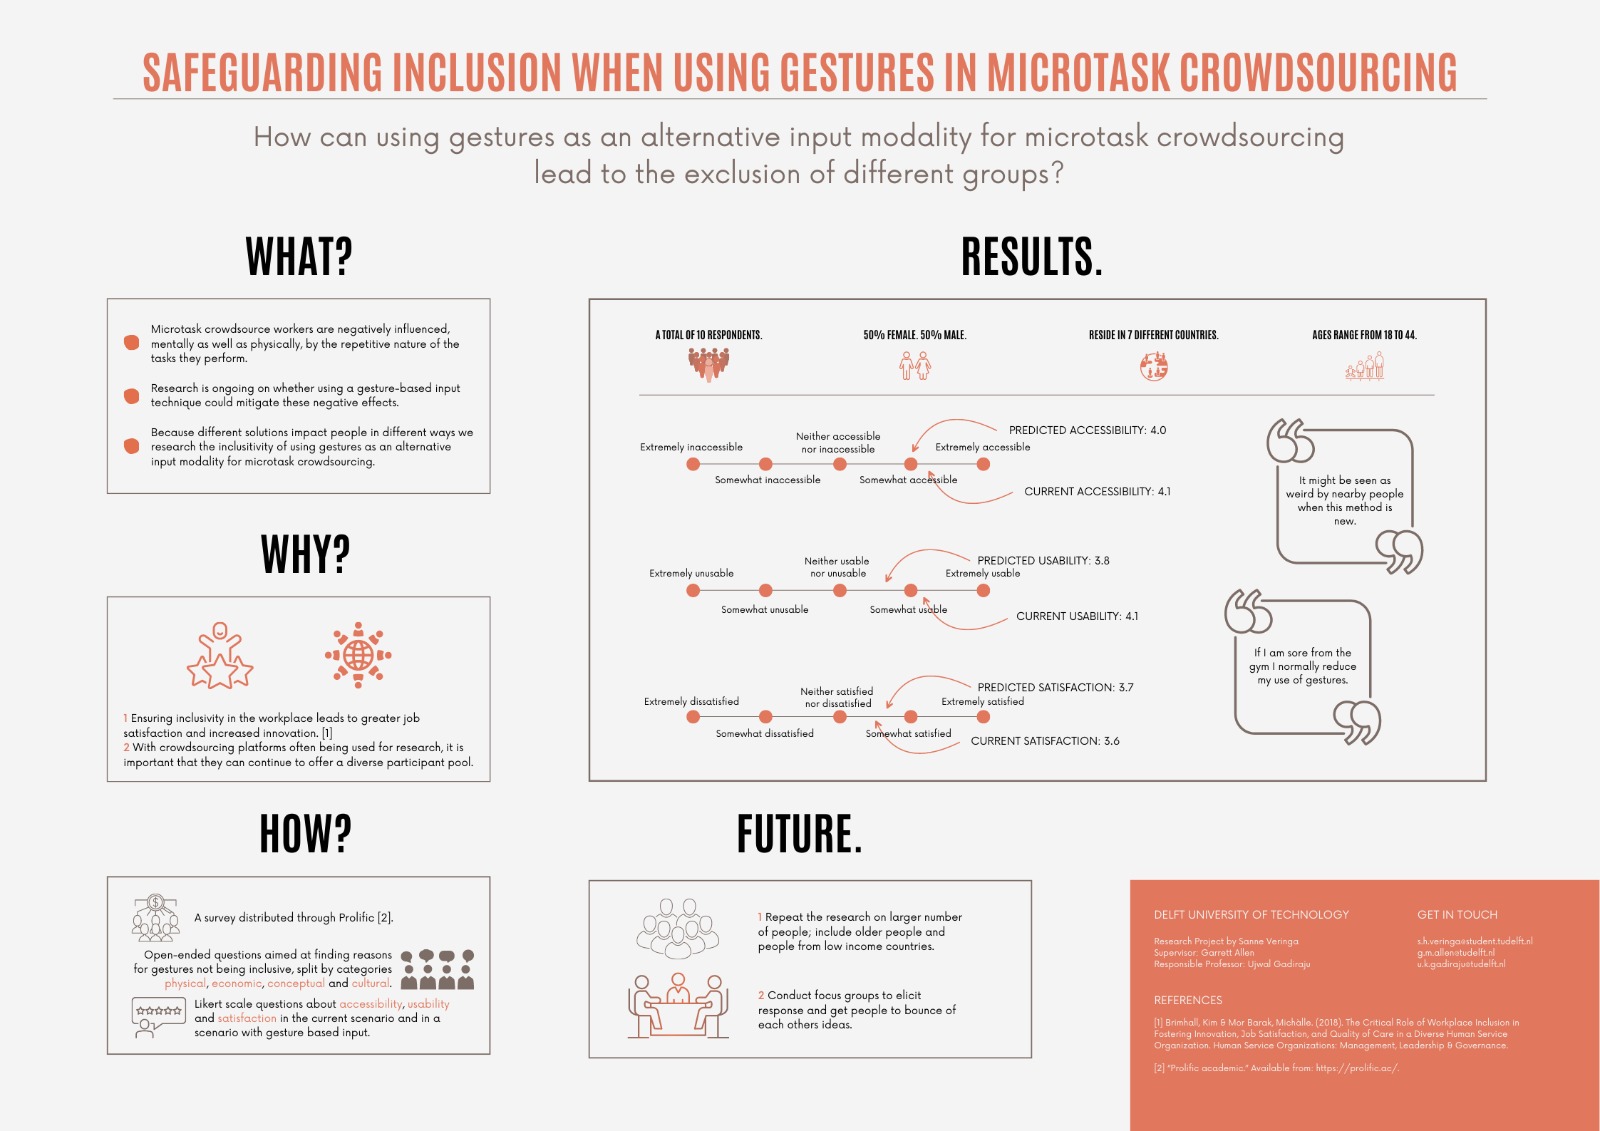 SAFEGUARDING INCLUSION WHEN USING GESTURES IN MICROTASK CROWDSOURCING
How can using gestures as an alternative input modality for microtask crowdsourcing
lead to the exclusion of different groups?
WHAT?
Microtask crowdsource workers are negatively influenced,
mentally as well as physically, by the repetitive nature of the
tasks they perform.
Research is ongoing on whether using a gesture-based input
technique could mitigate these negative effects.
Because different solutions impact people in different ways we
research the inclusitivity of using gestures as an alternative
input modality for microtask crowdsourcing.
WHY?
1 Ensuring inclusivity in the workplace leads to greater job
satisfaction and increased innovation. [1]
2 With crowdsourcing platforms often being used for research, it is
important that they can continue to offer a diverse participant pool.
HOW?
$
A survey distributed through Prolific [2].
Open-ended questions aimed at finding reasons
for gestures not being inclusive, split by categories
physical, economic, conceptual and cultural.
Likert scale questions about accessibility, usability
and satisfaction in the current scenario and in a
scenario with gesture based input.
RESULTS.
A TOTAL OF 10 RESPONDENTS.
50% FEMALE. 50% MALE.
RESIDE IN 7 DIFFERENT COUNTRIES.
AGES RANGE FROM 18 TO 44.
PREDICTED ACCESSIBILITY: 4.0
Extremely inaccessible
Neither accessible
nor inaccessible
Extremely accessible
Somewhat inaccessible
Somewhat accessible
CURRENT ACCESSIBILITY: 4.1
PREDICTED USABILITY: 3.8
Extremely unusable
Neither usable
nor unusable
Extremely usable
Somewhat unusable
Somewhat usable
CURRENT USABILITY: 4.1
PREDICTED SATISFACTION: 3.7
Extremely dissatisfied
Neither satisfied
nor dissatisfied
Extremely satisfied
Somewhat dissatisfied
Somewhat satisfied
CURRENT SATISFACTION: 3.6
It might be seen as
weird by nearby people
when this method is
new.
If I am sore from the
gym I normally reduce
my use of gestures.
FUTURE.
1 Repeat the research on larger number
of people; include older people and
people from low income countries.
2 Conduct focus groups to elicit
response and get people to bounce of
each others ideas.
DELFT UNIVERSITY OF TECHNOLOGY
Research Project by Sanne Veringa
Supervisor: Garrett Allen
Responsible Professor: Ujwal Gadiraju
GET IN TOUCH
s.h.veringa@student.tudelft.nl
g.m.allen@tudelft.nl
u.k.gadiraju@tudelft.nl
REFERENCES
[1] Brimhall, Kim & Mor Barak, Michàlle. (2018). The Critical Role of Workplace Inclusion in
Fostering Innovation, Job Satisfaction, and Quality of Care in a Diverse Human Service
Organization. Human Service Organizations: Management, Leadership & Governance.
[2] "Prolific academic." Available from: https://prolific.ac/.